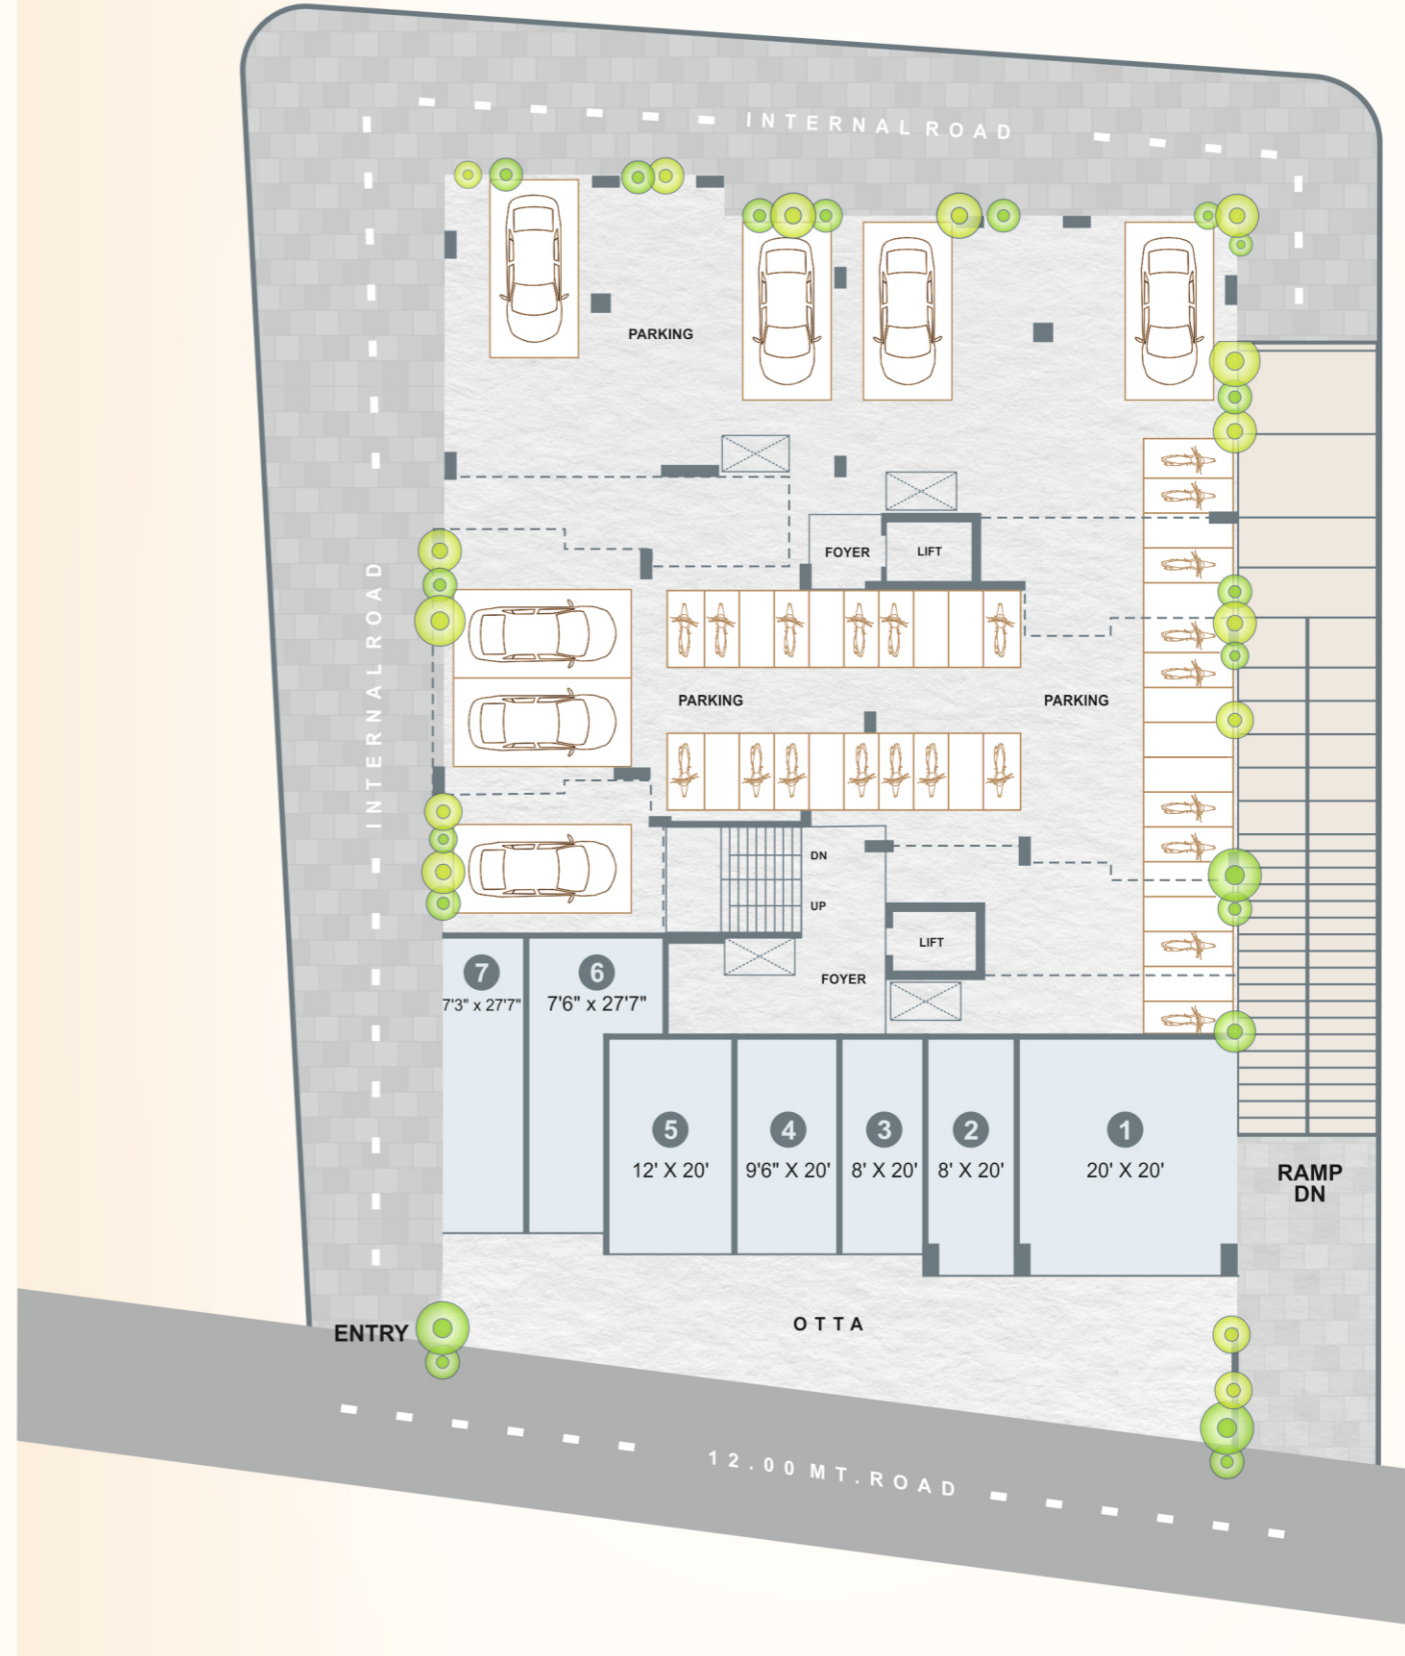 INTERNAL ROAD
PARKING
FOYER
LIFT
INTERNAL ROAD
PARKING
PARKING
DN
UP
LIFT
FOYER
7
7'3" x 27'7"
6
7'6" x 27'7"
5
12' X 20'
4
9'6" X 20'
3
8' X 20'
2
8' X 20'
1
20' X 20'
RAMP
DN
OTTA
ENTRY
12.00 MT.ROAD